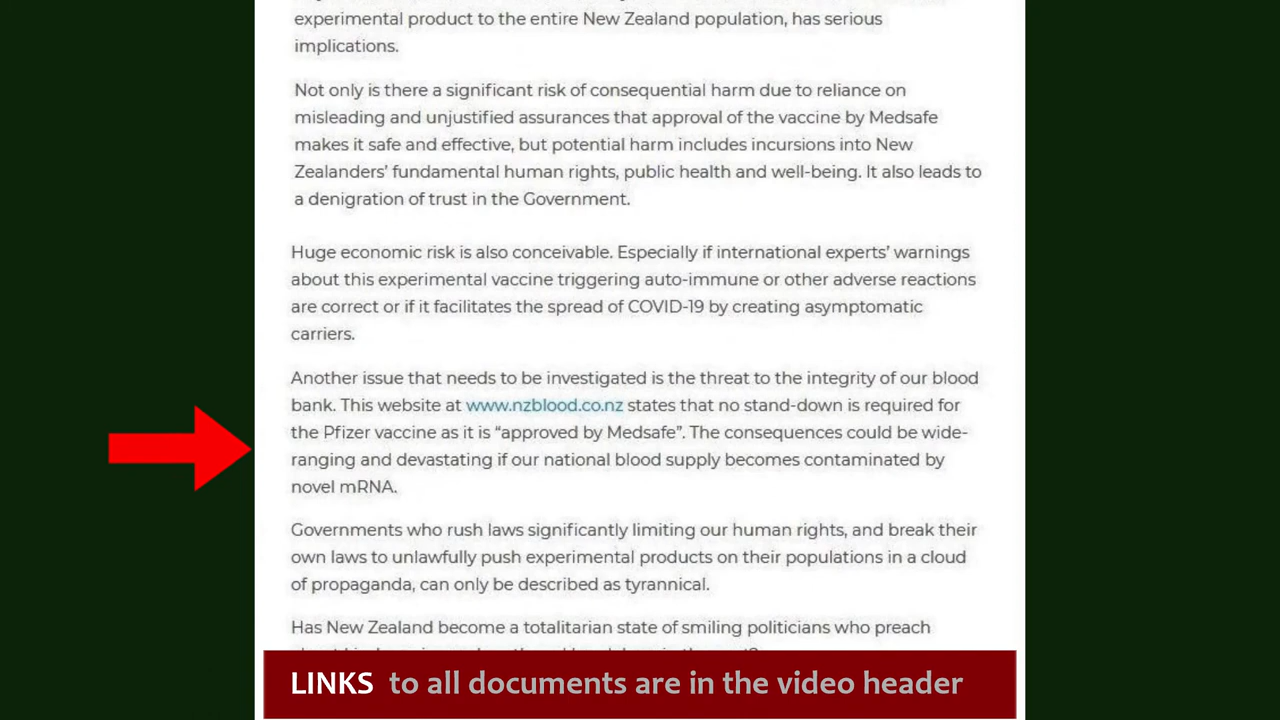 experimental product to the entire New Zealand population, has serious
implications.
Not only is there a significant risk of consequential harm due to reliance on
misleading and unjustified assurances that approval of the vaccine by Medsafe
makes it safe and effective, but potential harm includes incursions into New
Zealanders' fundamental human rights, public health and well-being. It also leads to
a denigration of trust in the Government.
Huge economic risk is also conceivable. Especially if international experts' warnings
about this experimental vaccine triggering auto-immune or other adverse reactions
are correct or if it facilitates the spread of COVID-19 by creating asymptomatic
carriers.
Another issue that needs to be investigated is the threat to the integrity of our blood
bank. This website at www.nzblood.co.nz states that no stand-down is required for
the Pfizer vaccine as it is “approved by Medsafe”. The consequences could be wide-
ranging and devastating if our national blood supply becomes contaminated by
novel mRNA.
Governments who rush laws significantly limiting our human rights, and break their
own laws to unlawfully push experimental products on their populations in a cloud
of propaganda, can only be described as tyrannical.
Has New Zealand become a totalitarian state of smiling politicians who preach
LINKS to all documents are in the video header